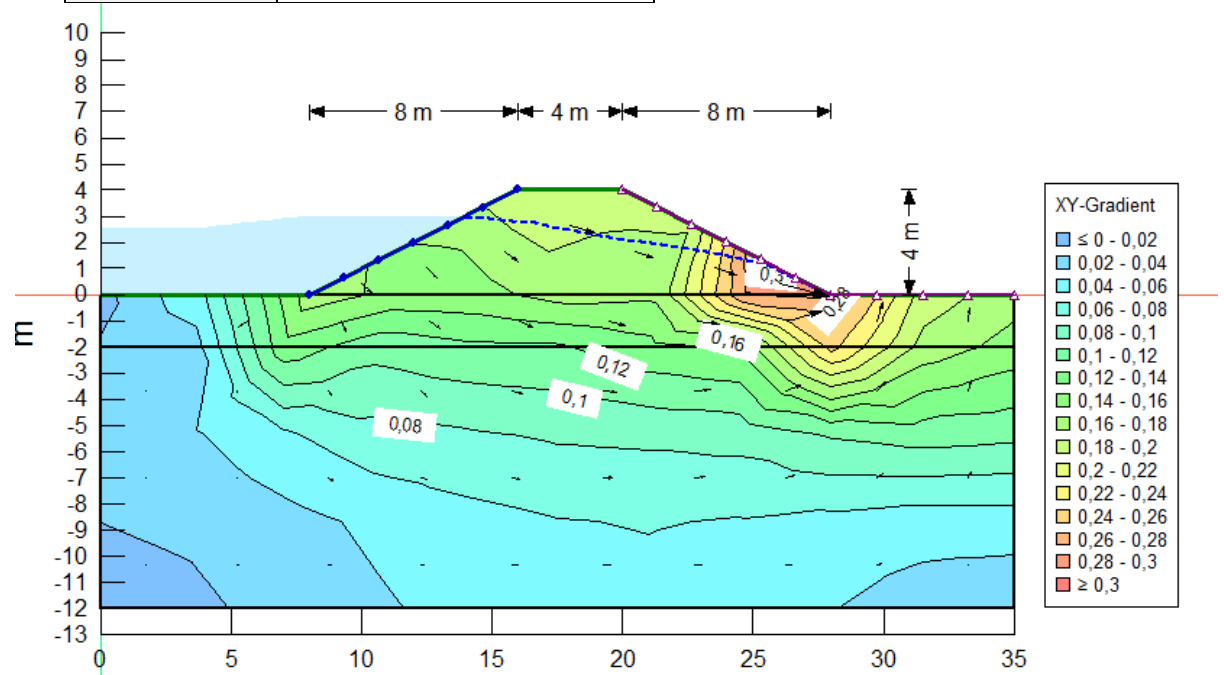 10
9
8
7
6
5
4
3
2
1
0
-1
-2
-3
-4
-5
-6
-7
-8
-9
-10
-11
-12
-13
m
8 m
4 m
8 m
4 m
0,3
0,28
0,16
0,12
0,1
0,08
0
5
10
15
20
25
30
35
XY-Gradient
≤ 0 - 0,02
0,02 - 0,04
0,04 - 0,06
0,06 - 0,08
0,08 - 0,1
0,1 - 0,12
0,12 - 0,14
0,14 - 0,16
0,16 - 0,18
0,18 - 0,2
0,2 - 0,22
0,22 - 0,24
0,24 - 0,26
0,26 - 0,28
0,28 - 0,3
≥ 0,3